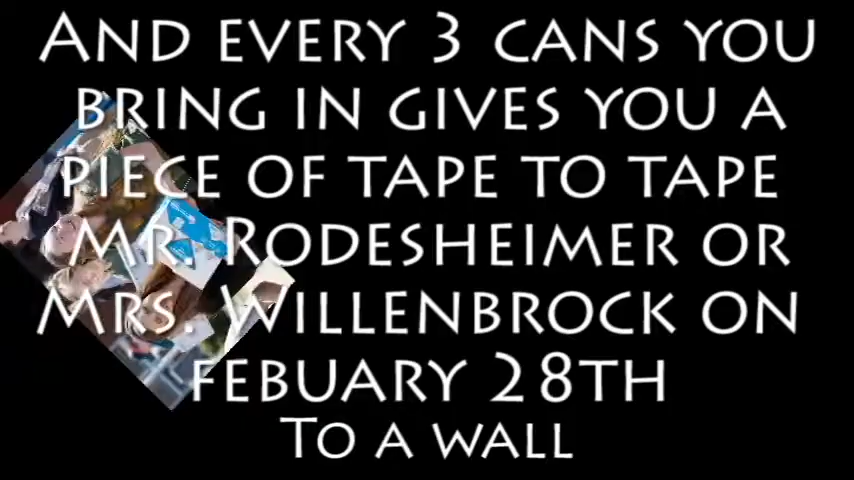 And every 3 cans you
bring in gives you a
piece of tape to tape
Mr. Rodesheimer or
Mrs. Willenbrock on
Febuary 28th
To a wall